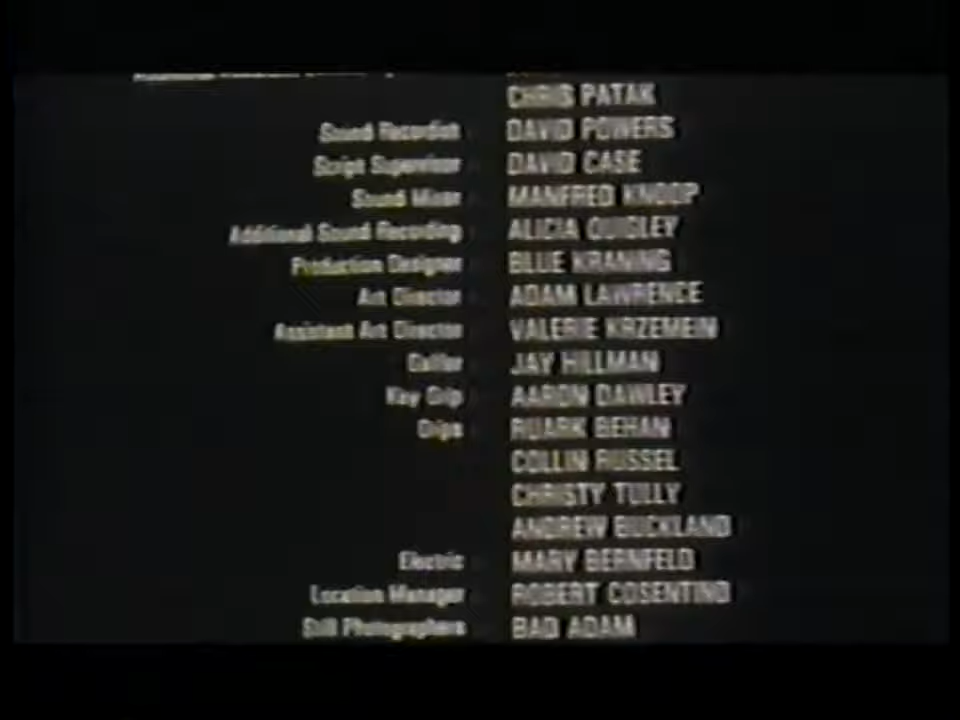 CHRIS PATAK
Sound Recordist DAVID POWERS
Script Supervisor DAVID CASE
Sound Mixer MANFRED KNOOP
Additional Sound Recording ALICIA QUIGLEY
Production Designer BLUE KRANING
Art Director ADAM LAWRENCE
Assistant Art Director VALERIE KRZEMEIN
Gaffer JAY HILLMAN
Key Grip AARON DAWLEY
Grips RUARK BEHAN
COLLIN RUSSEL
CHRISTY TULLY
ANDREW BUCKLAND
Electric MARY BERNFELD
Location Manager ROBERT COSENTINO
Still Photographers BAD ADAM